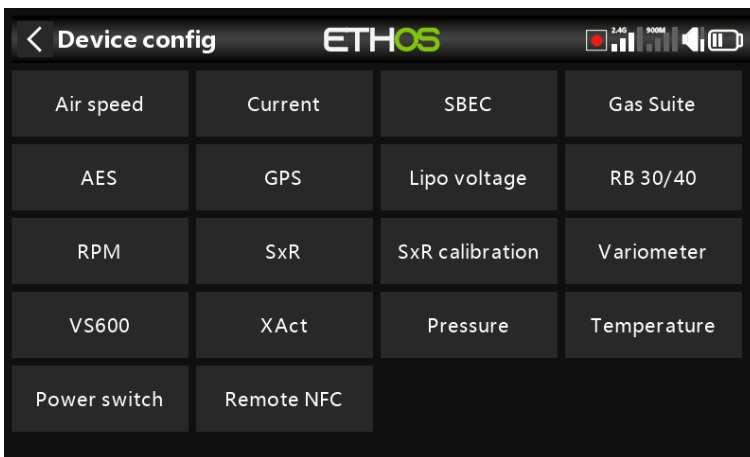 Device config ETHOS 2.4G 900M
Air speed Current SBEC Gas Suite
AES GPS Lipo voltage RB 30/40
RPM SxR SxR calibration Variometer
VS600 XAct Pressure Temperature
Power switch Remote NFC